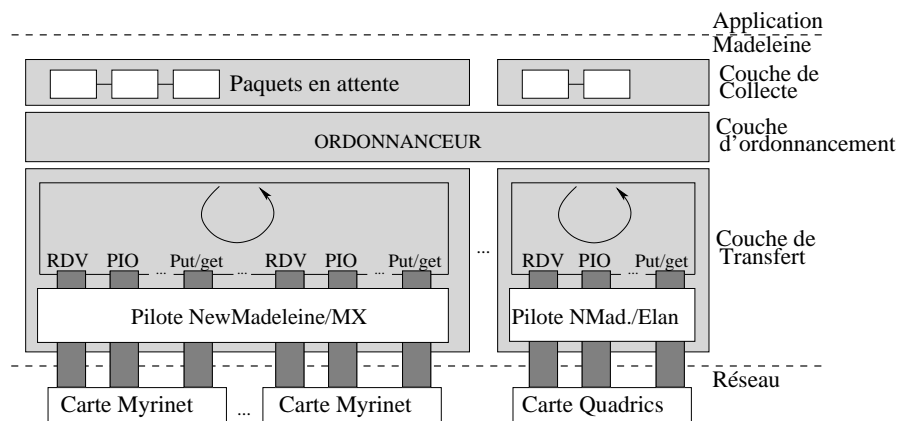 Application
Madeleine
Paquets en attente
Couche de
Collecte
ORDONNANCEUR
Couche
d'ordonnancement
RDV PIO ... Put/get ... RDV PIO ... Put/get
...
RDV PIO ... Put/get
Couche de
Transfert
Pilote NewMadeleine/MX
Pilote NMad./Elan
Réseau
Carte Myrinet ... Carte Myrinet
Carte Quadrics